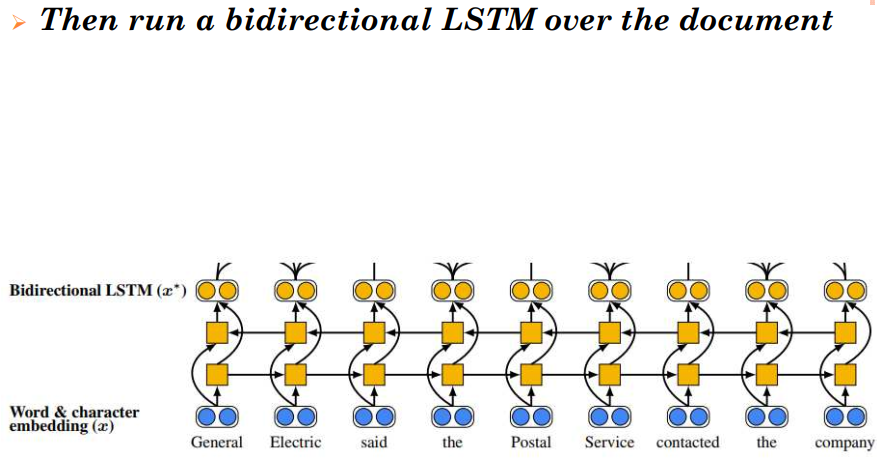 Then run a bidirectional LSTM over the document
Bidirectional LSTM (x*)
Word & character
embedding (x)
General Electric said the Postal Service contacted the company